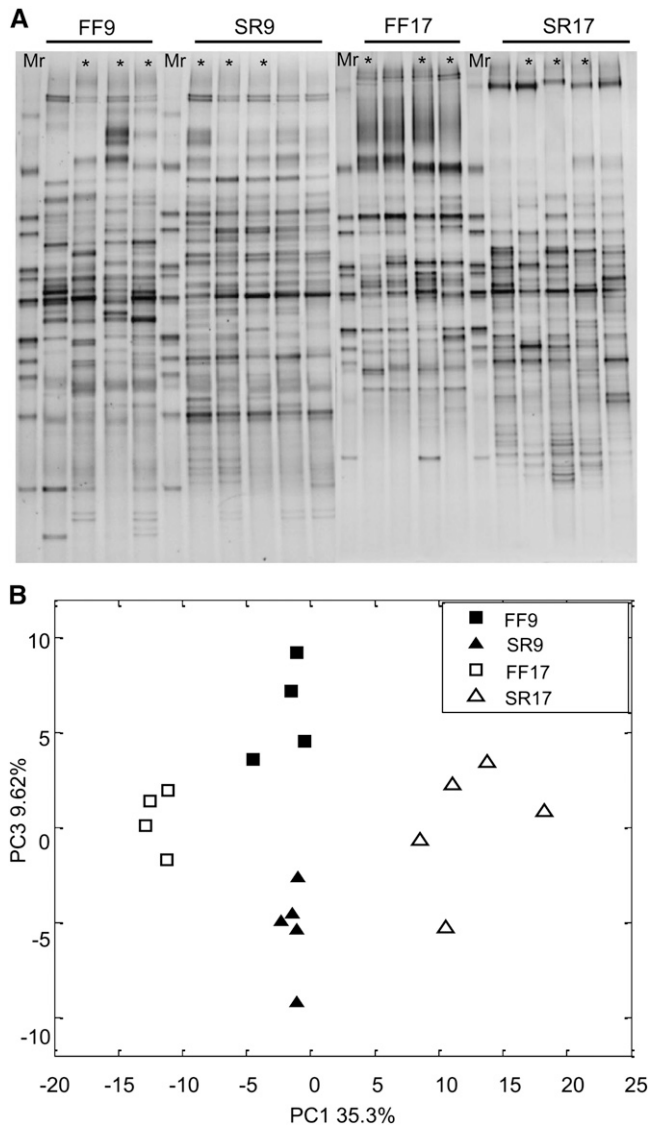 A
FF9 SR9 FF17 SR17
Mr * * * Mr * * * Mr * * * Mr * * *
B
FF9
SR9
FF17
SR17
10
5
0
-5
-10
PC3 9.62%
-20 -15 -10 -5 0 5 10 15 20 25
PC1 35.3%